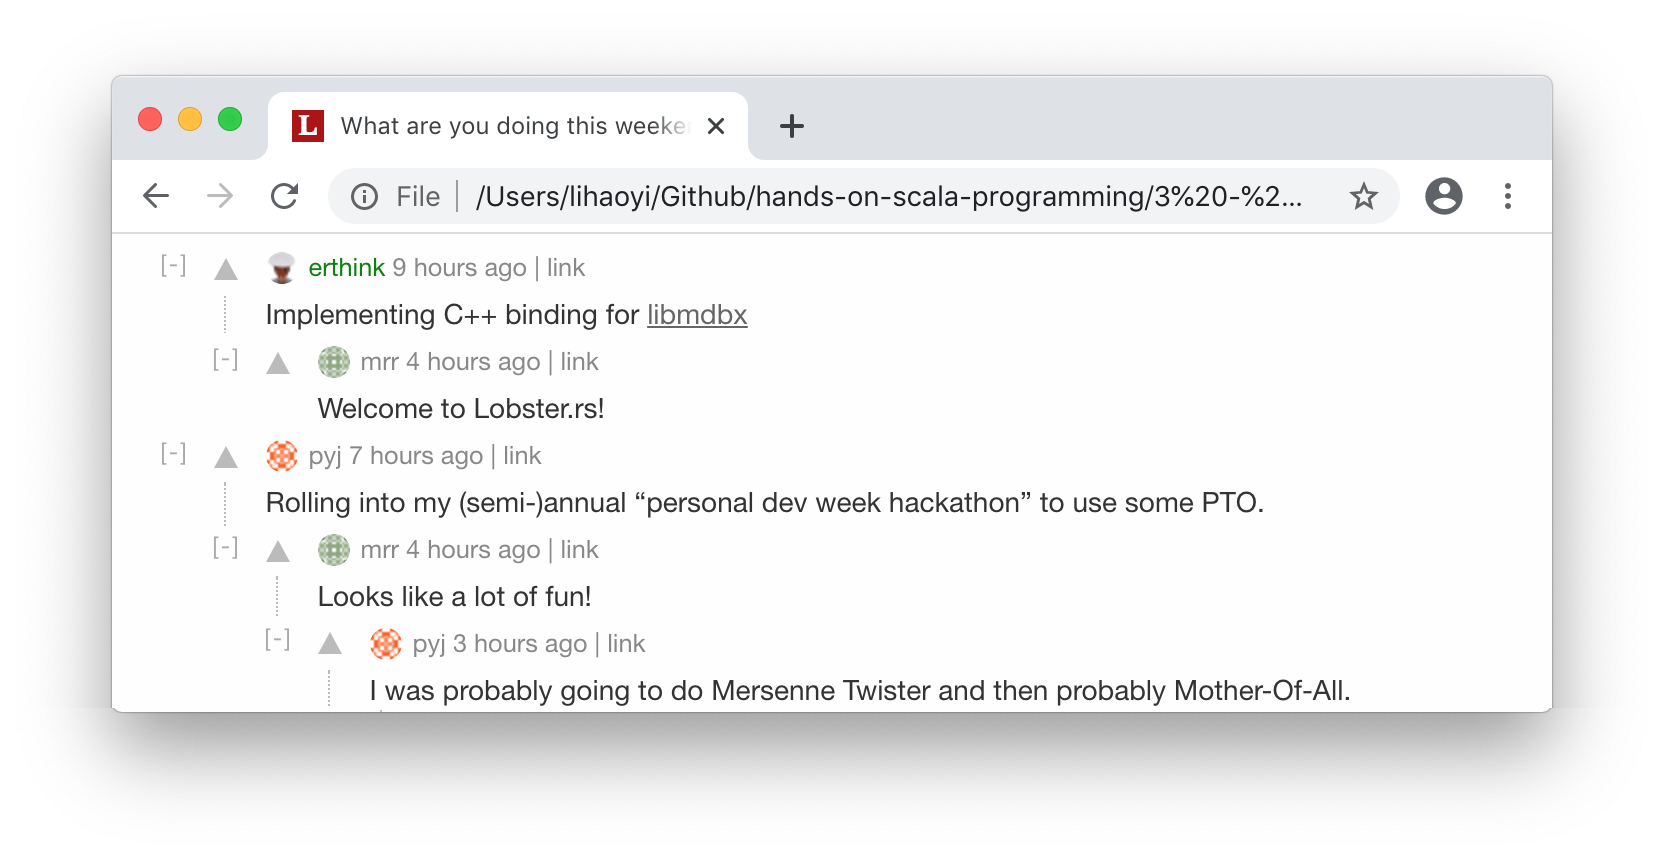 L What are you doing this weeke
File /Users/lihaoyi/Github/hands-on-scala-programming/3%20-%2...
[-] erthink 9 hours ago | link
Implementing C++ binding for libmdbx
[-] mrr 4 hours ago | link
Welcome to Lobster.rs!
[-] pyj 7 hours ago | link
Rolling into my (semi-)annual “personal dev week hackathon” to use some PTO.
[-] mrr 4 hours ago | link
Looks like a lot of fun!
[-] pyj 3 hours ago | link
I was probably going to do Mersenne Twister and then probably Mother-Of-All.